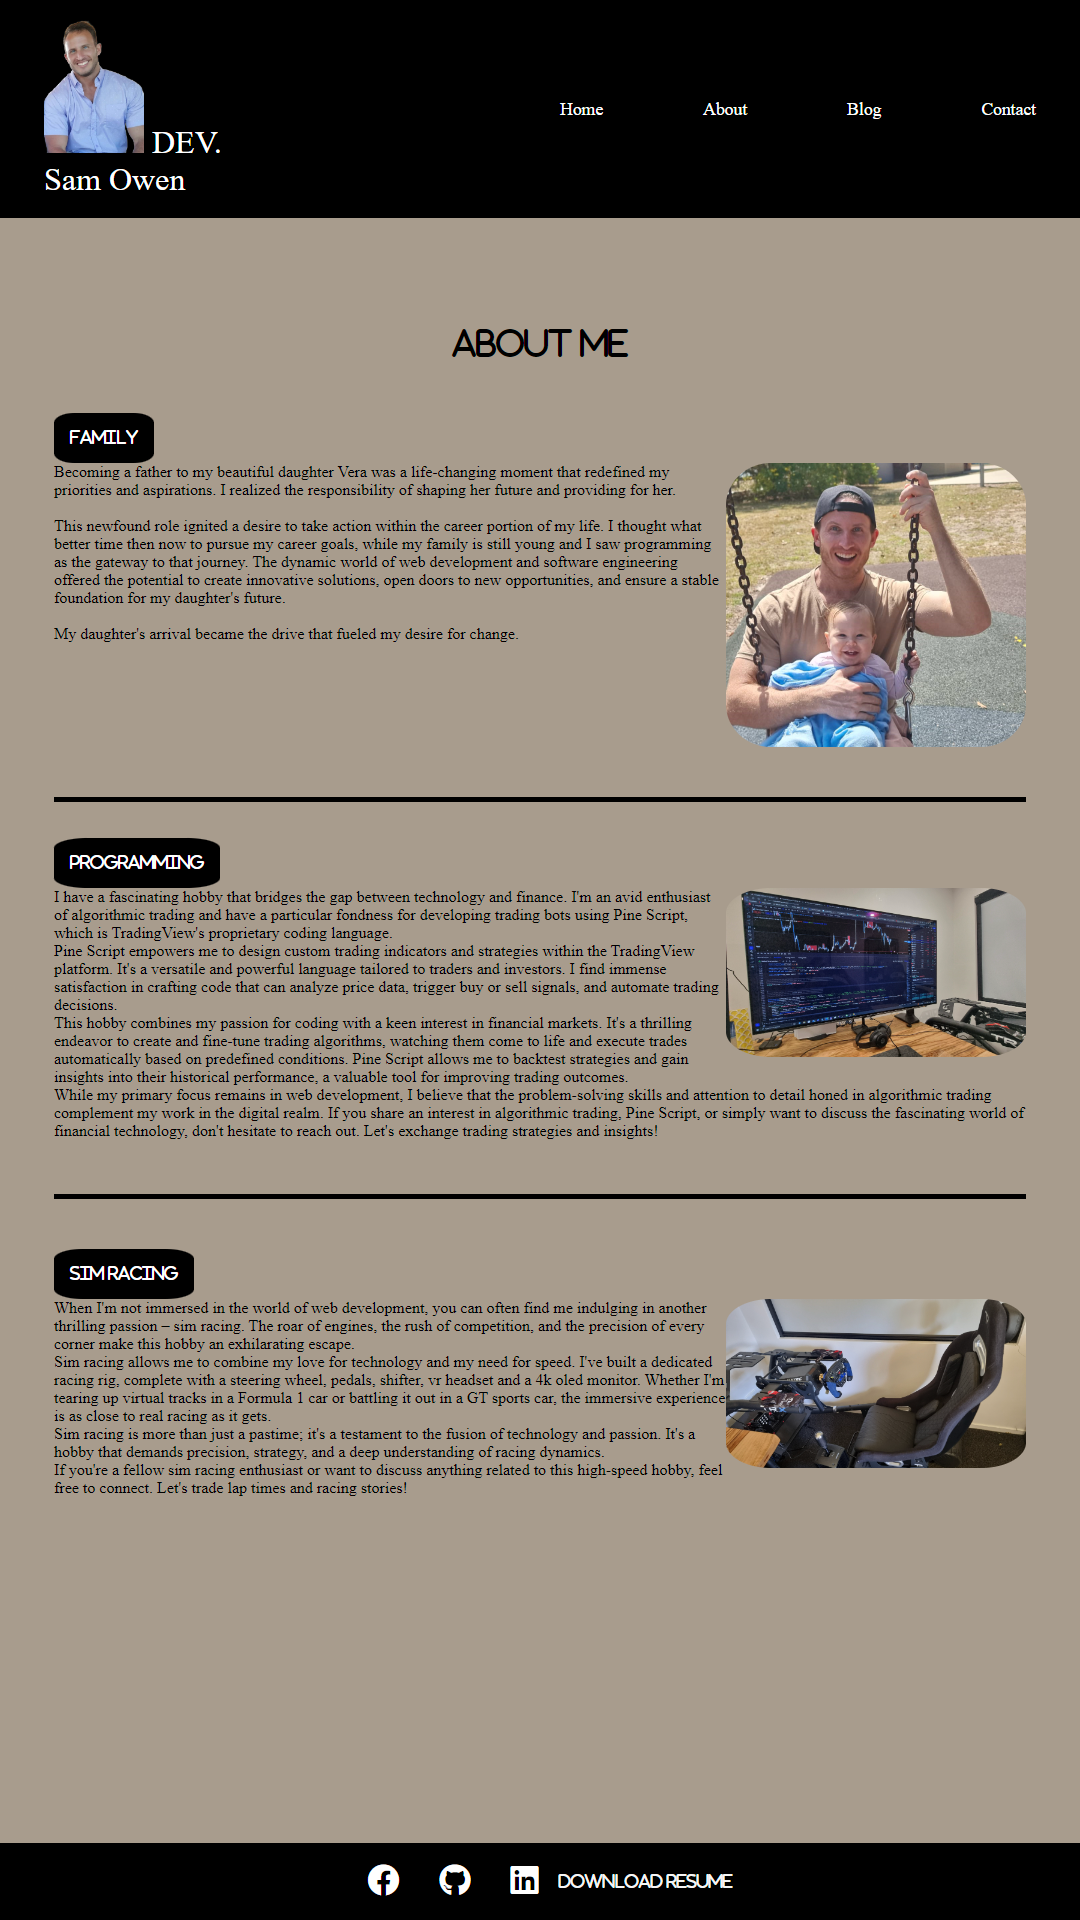 DEV.
Sam Owen
Home
About
Blog
Contact
ABOUT ME
FAMILY
Becoming a father to my beautiful daughter Vera was a life-changing moment that redefined my
priorities and aspirations. I realized the responsibility of shaping her future and providing for her.
This newfound role ignited a desire to take action within the career portion of my life. I thought what
better time then now to pursue my career goals, while my family is still young and I saw programming
as the gateway to that journey. The dynamic world of web development and software engineering
offered the potential to create innovative solutions, open doors to new opportunities, and ensure a stable
foundation for my daughter's future.
My daughter's arrival became the drive that fueled my desire for change.
PROGRAMMING
I have a fascinating hobby that bridges the gap between technology and finance. I'm an avid enthusiast
of algorithmic trading and have a particular fondness for developing trading bots using Pine Script,
which is TradingView's proprietary coding language.
Pine Script empowers me to design custom trading indicators and strategies within the TradingView
platform. It's a versatile and powerful language tailored to traders and investors. I find immense
satisfaction in crafting code that can analyze price data, trigger buy or sell signals, and automate trading
decisions.
This hobby combines my passion for coding with a keen interest in financial markets. It's a thrilling
endeavor to create and fine-tune trading algorithms, watching them come to life and execute trades
automatically based on predefined conditions. Pine Script allows me to backtest strategies and gain
insights into their historical performance, a valuable tool for improving trading outcomes.
While my primary focus remains in web development, I believe that the problem-solving skills and attention to detail honed in algorithmic trading
complement my work in the digital realm. If you share an interest in algorithmic trading, Pine Script, or simply want to discuss the fascinating world of
financial technology, don't hesitate to reach out. Let's exchange trading strategies and insights!
SIM RACING
When I'm not immersed in the world of web development, you can often find me indulging in another
thrilling passion – sim racing. The roar of engines, the rush of competition, and the precision of every
corner make this hobby an exhilarating escape.
Sim racing allows me to combine my love for technology and my need for speed. I've built a dedicated
racing rig, complete with a steering wheel, pedals, shifter, vr headset and a 4k oled monitor. Whether I'm
tearing up virtual tracks in a Formula 1 car or battling it out in a GT sports car, the immersive experience
is as close to real racing as it gets.
Sim racing is more than just a pastime; it's a testament to the fusion of technology and passion. It's a
hobby that demands precision, strategy, and a deep understanding of racing dynamics.
If you're a fellow sim racing enthusiast or want to discuss anything related to this high-speed hobby, feel
free to connect. Let's trade lap times and racing stories!
DOWNLOAD RESUME